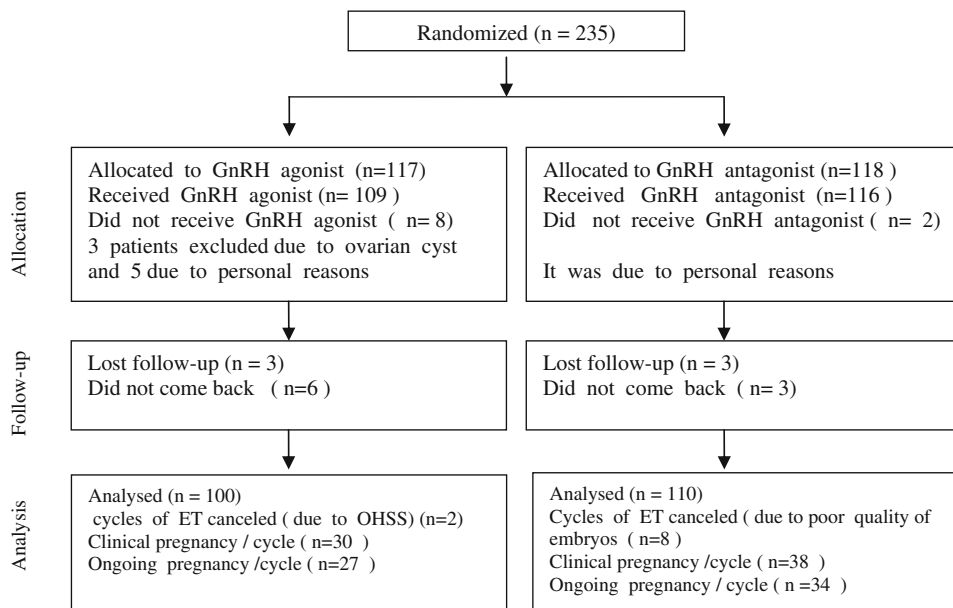 Randomized (n = 235)
Allocation
Allocated to GnRH agonist (n=117)
Received GnRH agonist (n= 109 )
Did not receive GnRH agonist ( n= 8)
3 patients excluded due to ovarian cyst
and 5 due to personal reasons
Allocated to GnRH antagonist (n=118 )
Received GnRH antagonist (n=116 )
Did not receive GnRH antagonist ( n= 2)
It was due to personal reasons
Follow-up
Lost follow-up (n = 3)
Did not come back ( n=6 )
Lost follow-up (n = 3)
Did not come back ( n= 3)
Analysis
Analysed (n = 100)
cycles of ET canceled ( due to OHSS) (n=2)
Clinical pregnancy / cycle ( n=30 )
Ongoing pregnancy /cycle ( n=27 )
Analysed (n = 110)
Cycles of ET canceled ( due to poor quality of
embryos ( n=8 )
Clinical pregnancy / cycle ( n=38 )
Ongoing pregnancy / cycle ( n =34 )